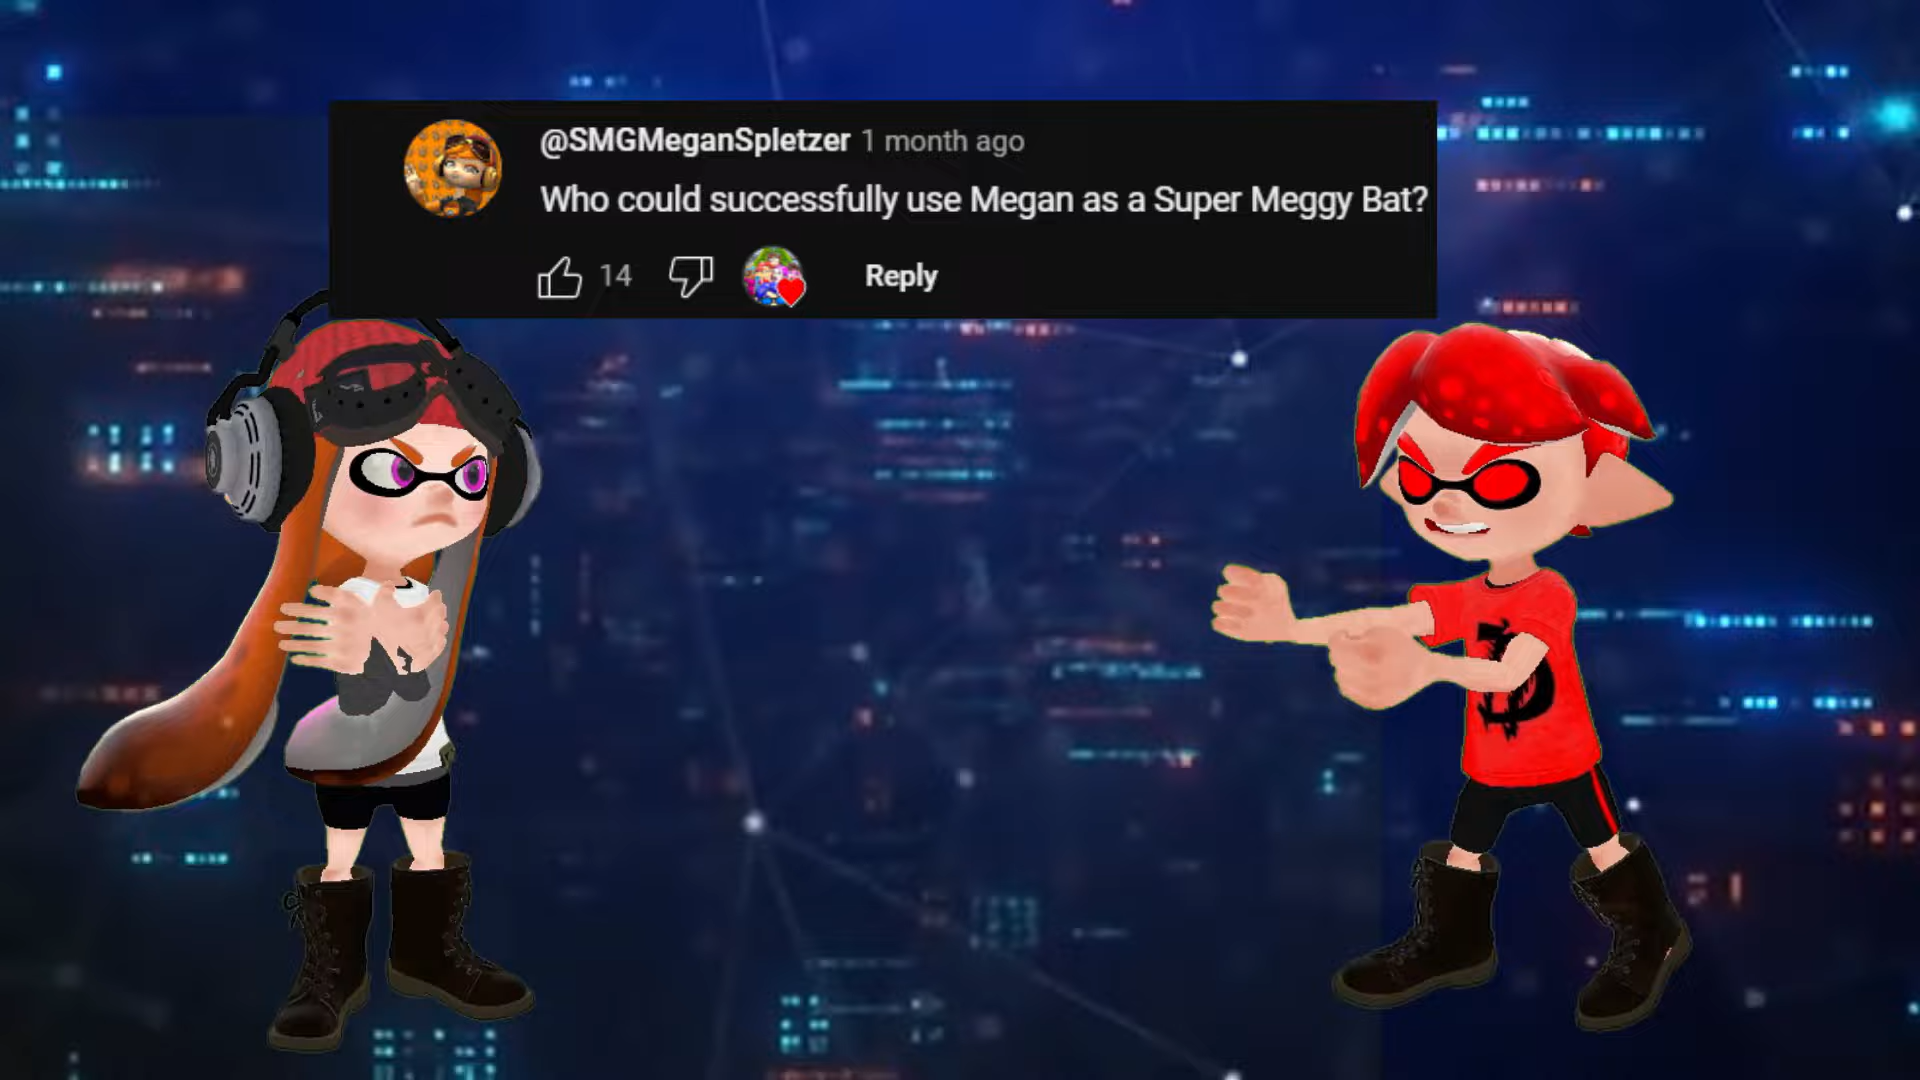 @SMGMeganSpletzer 1 month ago
Who could successfully use Megan as a Super Meggy Bat?
14 Reply